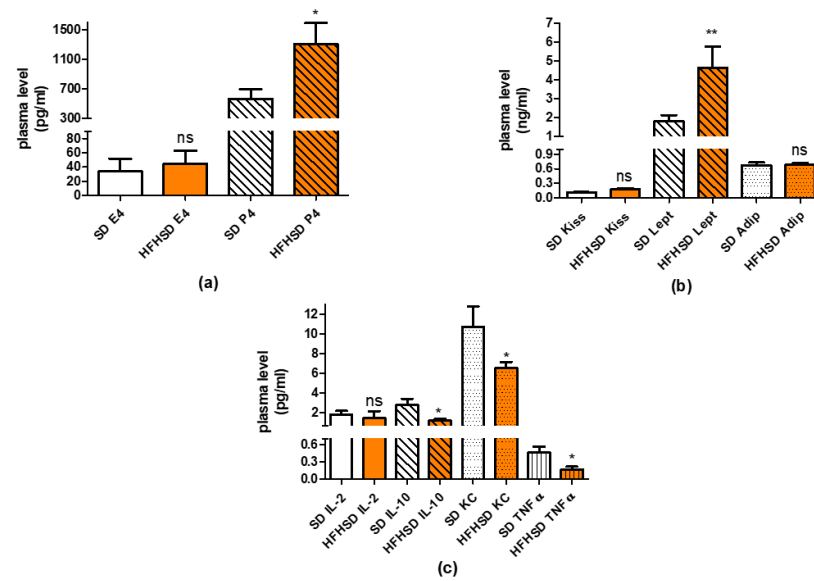 plasma level
(pg/ml)
1500
1100
700
300
80
60
40
20
0
*
ns
SD E4
HFHSD E4
SD P4
HFHSD P4
(a)
plasma level
(ng/ml)
7
6
5
4
3
2
1
0.9
0.6
0.3
0.0
ns
**
ns
SD Kiss
HFHSD Kiss
SD Lept
HFHSD Lept
SD Adip
HFHSD Adip
(b)
plasma level
(pg/ml)
12
10
8
6
4
2
0.6
0.3
0.0
ns
*
*
*
SD IL-2
HFHSD IL-2
SD IL-10
HFHSD IL-10
SD KC
HFHSD KC
SD TNFα
HFHSD TNFα
(c)